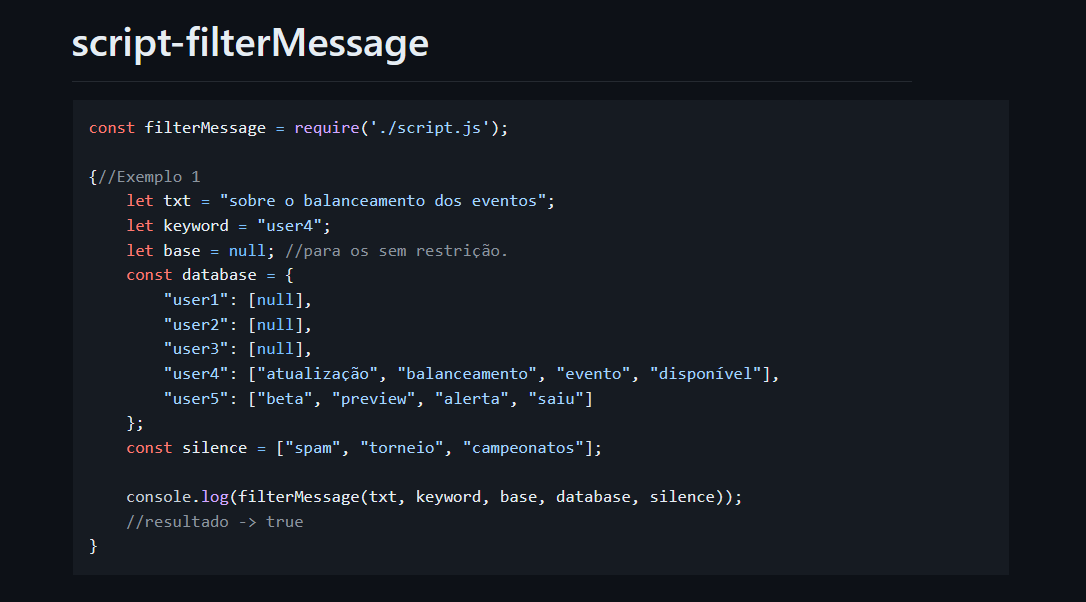 script-filterMessage
const filterMessage = require('./script.js');
{//Exemplo 1
let txt = "sobre o balanceamento dos eventos";
let keyword = "user4";
let base = null; //para os sem restrição.
const database = {
"user1": [null],
"user2": [null],
"user3": [null],
"user4": ["atualização", "balanceamento", "evento", "disponível"],
"user5": ["beta", "preview", "alerta", "saiu"]
};
const silence = ["spam", "torneio", "campeonatos"];
console.log(filterMessage(txt, keyword, base, database, silence));
//resultado -> true
}